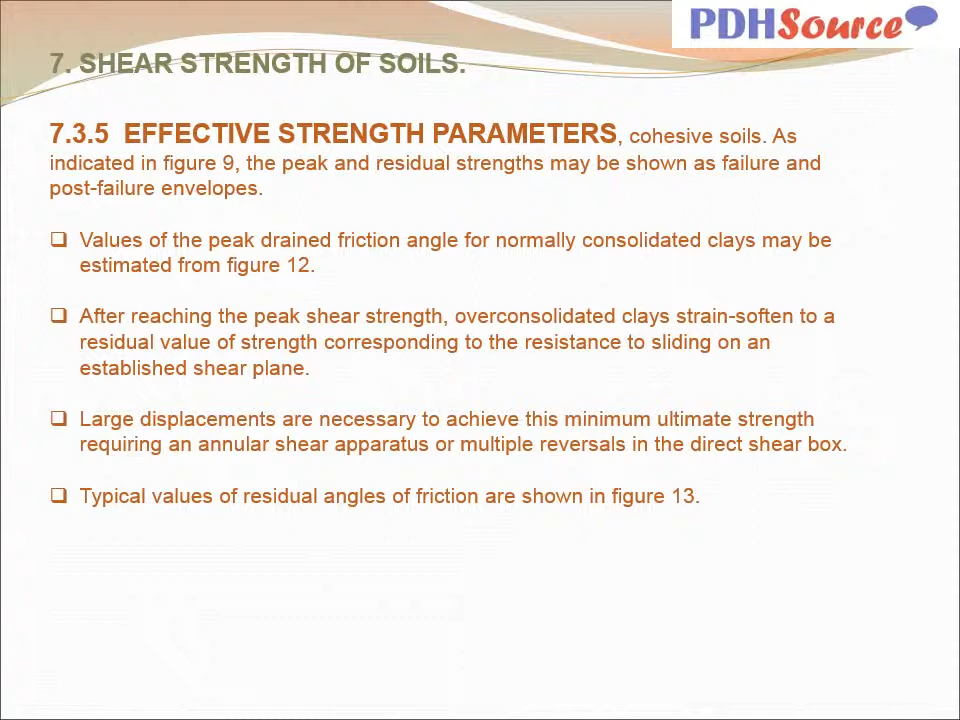 PDHSource
7. SHEAR STRENGTH OF SOILS.
7.3.5 EFFECTIVE STRENGTH PARAMETERS, cohesive soils. As
indicated in figure 9, the peak and residual strengths may be shown as failure and
post-failure envelopes.
Values of the peak drained friction angle for normally consolidated clays may be
estimated from figure 12.
After reaching the peak shear strength, overconsolidated clays strain-soften to a
residual value of strength corresponding to the resistance to sliding on an
established shear plane.
Large displacements are necessary to achieve this minimum ultimate strength
requiring an annular shear apparatus or multiple reversals in the direct shear box.
Typical values of residual angles of friction are shown in figure 13.